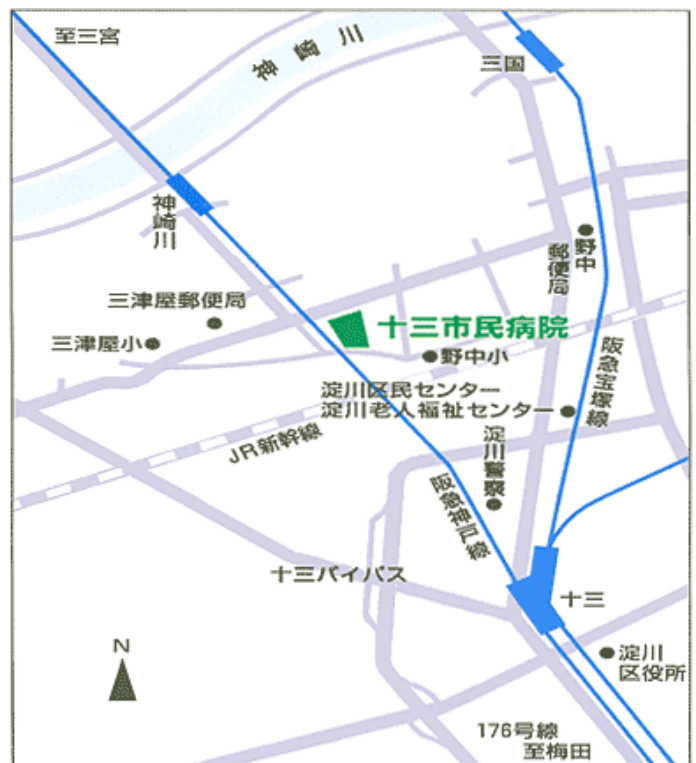 至三宮
神崎川
三国
神崎川
野中
郵便局
三津屋郵便局
十三市民病院
三津屋小
野中小
阪急宝塚線
淀川区民センター
淀川老人福祉センター
JR新幹線
淀川警察
阪急神戸線
十三バイパス
十三
N
淀川
区役所
176号線
至梅田